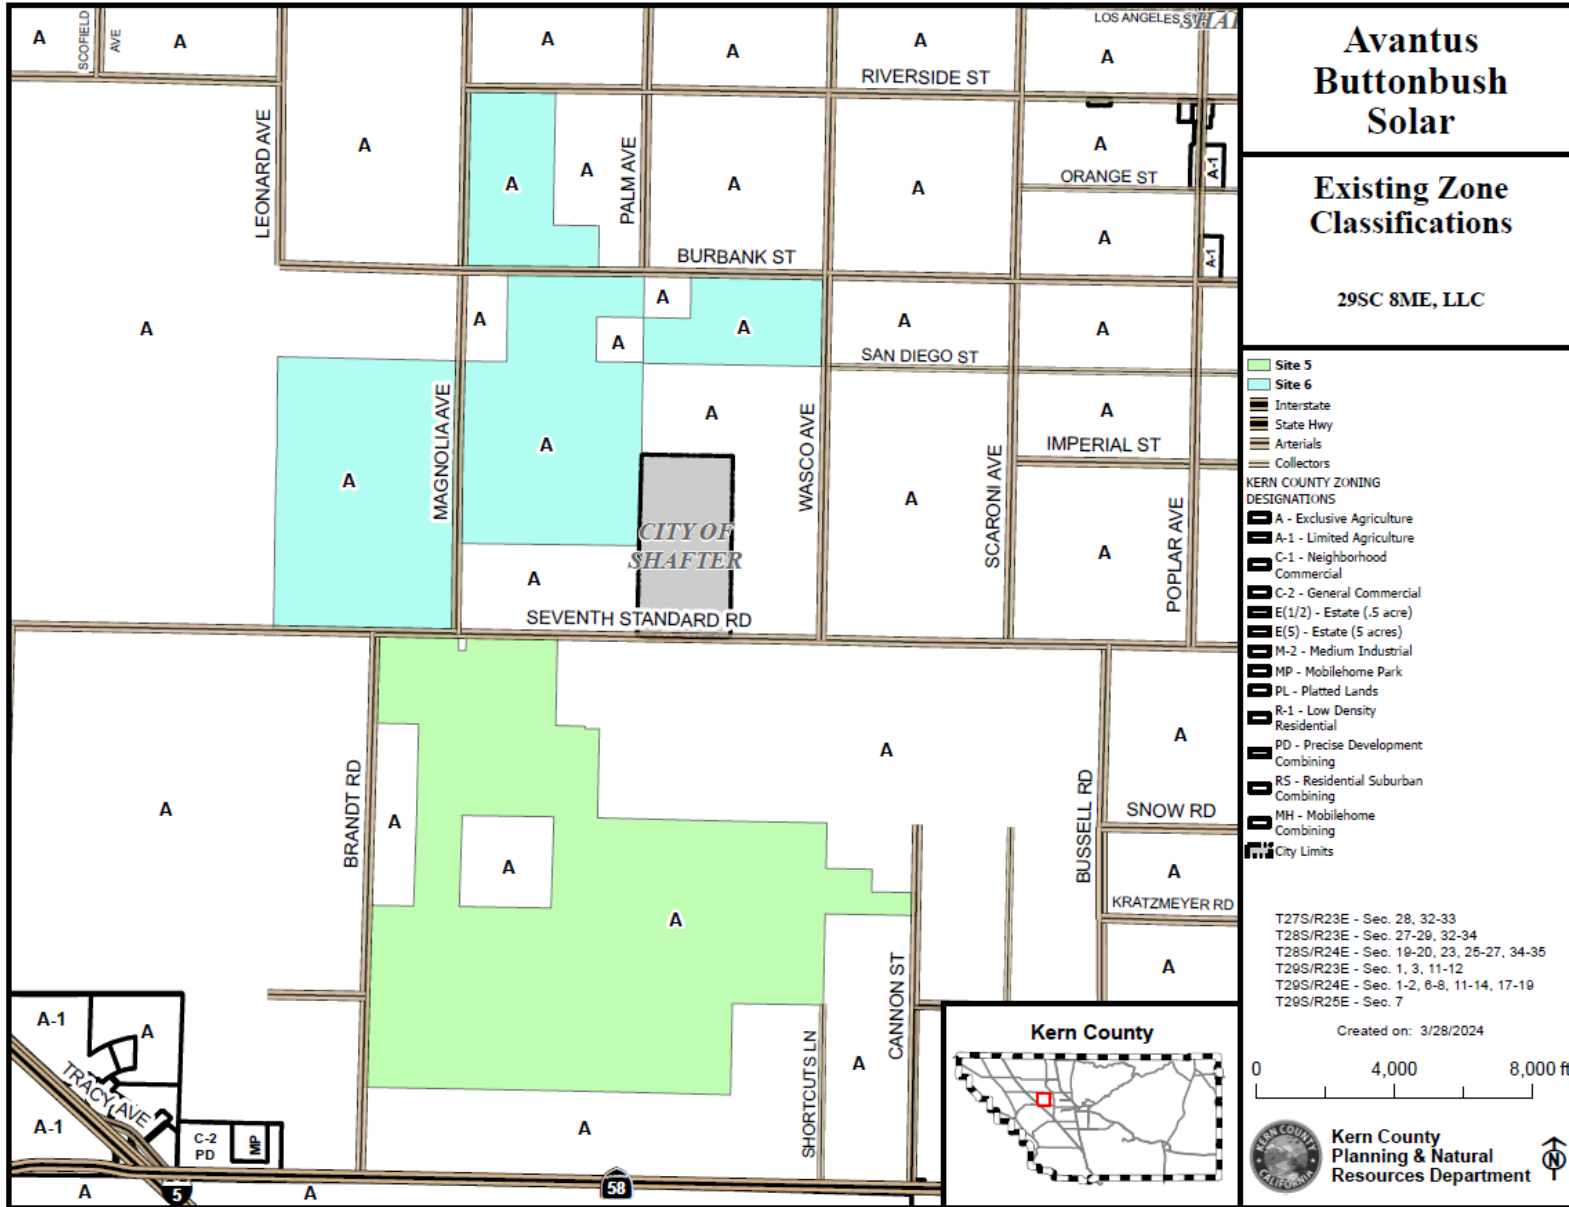 Avantus
Buttonbush
Solar
Existing Zone
Classifications
29SC 8ME, LLC
Site 5
Site 6
Interstate
State Hwy
Arterials
Collectors
KERN COUNTY ZONING
DESIGNATIONS
A - Exclusive Agriculture
A-1 - Limited Agriculture
C-1 - Neighborhood
Commercial
C-2 - General Commercial
E(1/2) - Estate (.5 acre)
E(5) - Estate (5 acres)
M-2 - Medium Industrial
MP - Mobilehome Park
PL - Platted Lands
R-1 - Low Density
Residential
PD - Precise Development
Combining
RS - Residential Suburban
Combining
MH - Mobilehome
Combining
City Limits
T27S/R23E - Sec. 28, 32-33
T28S/R23E - Sec. 27-29, 32-34
T28S/R24E - Sec. 19-20, 23, 25-27, 34-35
T29S/R23E - Sec. 1, 3, 11-12
T29S/R24E - Sec. 1-2, 6-8, 11-14, 17-19
T29S/R25E - Sec. 7
Created on: 3/28/2024
0 4,000 8,000 ft
Kern County
Planning & Natural
Resources Department
N
KERN COUNTY
CALIFORNIA
Kern County
LOS ANGELES ST
SHAF
A
SCOFIELD
AVE
A
A
A
A
A
RIVERSIDE ST
LEONARD AVE
A
A
A
PALM AVE
A
A
A
ORANGE ST
A-1
A
A-1
BURBANK ST
A
A
A
A
A
A
A
SAN DIEGO ST
A
MAGNOLIA AVE
A
A
WASCO AVE
A
SCARONI AVE
A
IMPERIAL ST
A
POPLAR AVE
CITY OF
SHAFTER
A
SEVENTH STANDARD RD
A
BRANDT RD
A
A
A
A
BUSSELL RD
A
SNOW RD
A
KRATZMEYER RD
A
CANNON ST
SHORTCUTS LN
A
A
A-1
A
TRACY AVE
A-1
C-2
PD
MP
A
5
A
58